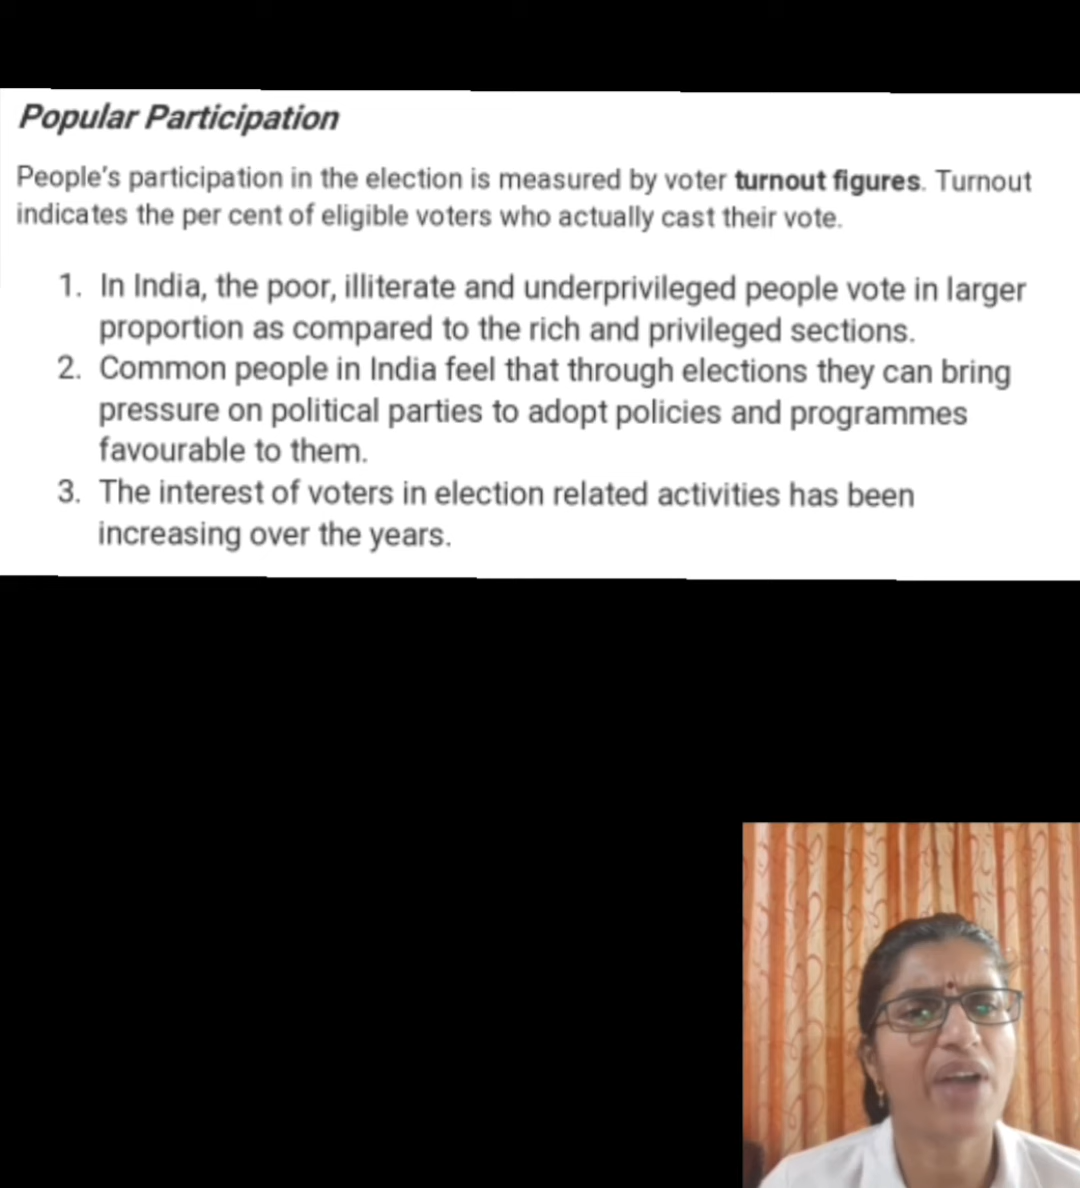 Popular Participation
People's participation in the election is measured by voter turnout figures. Turnout
indicates the per cent of eligible voters who actually cast their vote.
1. In India, the poor, illiterate and underprivileged people vote in larger
proportion as compared to the rich and privileged sections.
2. Common people in India feel that through elections they can bring
pressure on political parties to adopt policies and programmes
favourable to them.
3. The interest of voters in election related activities has been
increasing over the years.